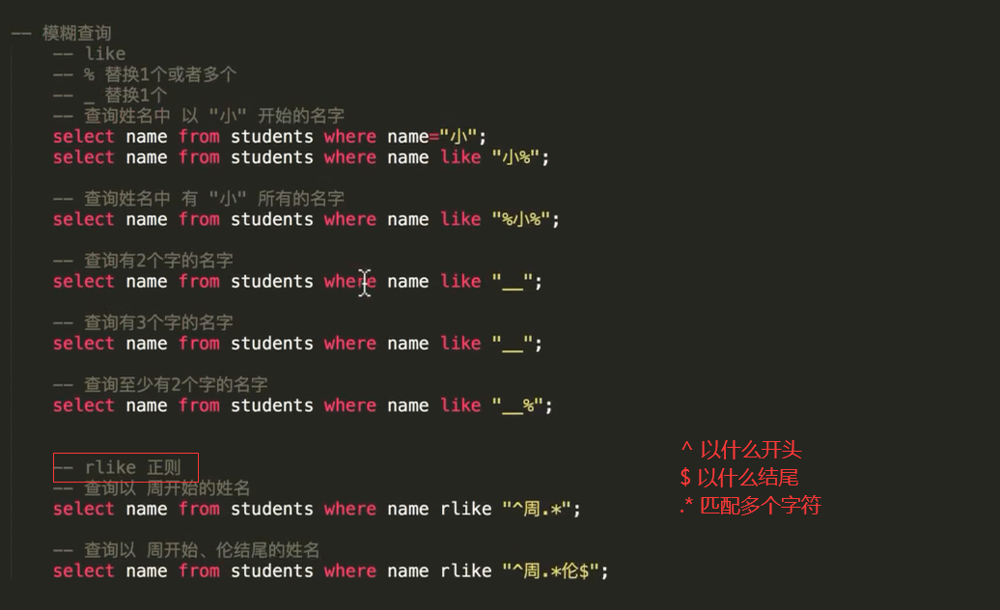 -- 模糊查询
-- like
-- % 替换1个或者多个
-- _ 替换1个
-- 查询姓名中 以 "小" 开始的名字
select name from students where name="小";
select name from students where name like "小%";
-- 查询姓名中 有 "小" 所有的名字
select name from students where name like "%小%";
-- 查询有2个字的名字
select name from students where name like "__";
-- 查询有3个字的名字
select name from students where name like "__";
-- 查询至少有2个字的名字
select name from students where name like "__%";
-- rlike 正则
-- 查询以 周开始的姓名
select name from students where name rlike "^周.*";
-- 查询以 周开始、伦结尾的姓名
select name from students where name rlike "^周.*伦$";
^ 以什么开头
$ 以什么结尾
.* 匹配多个字符